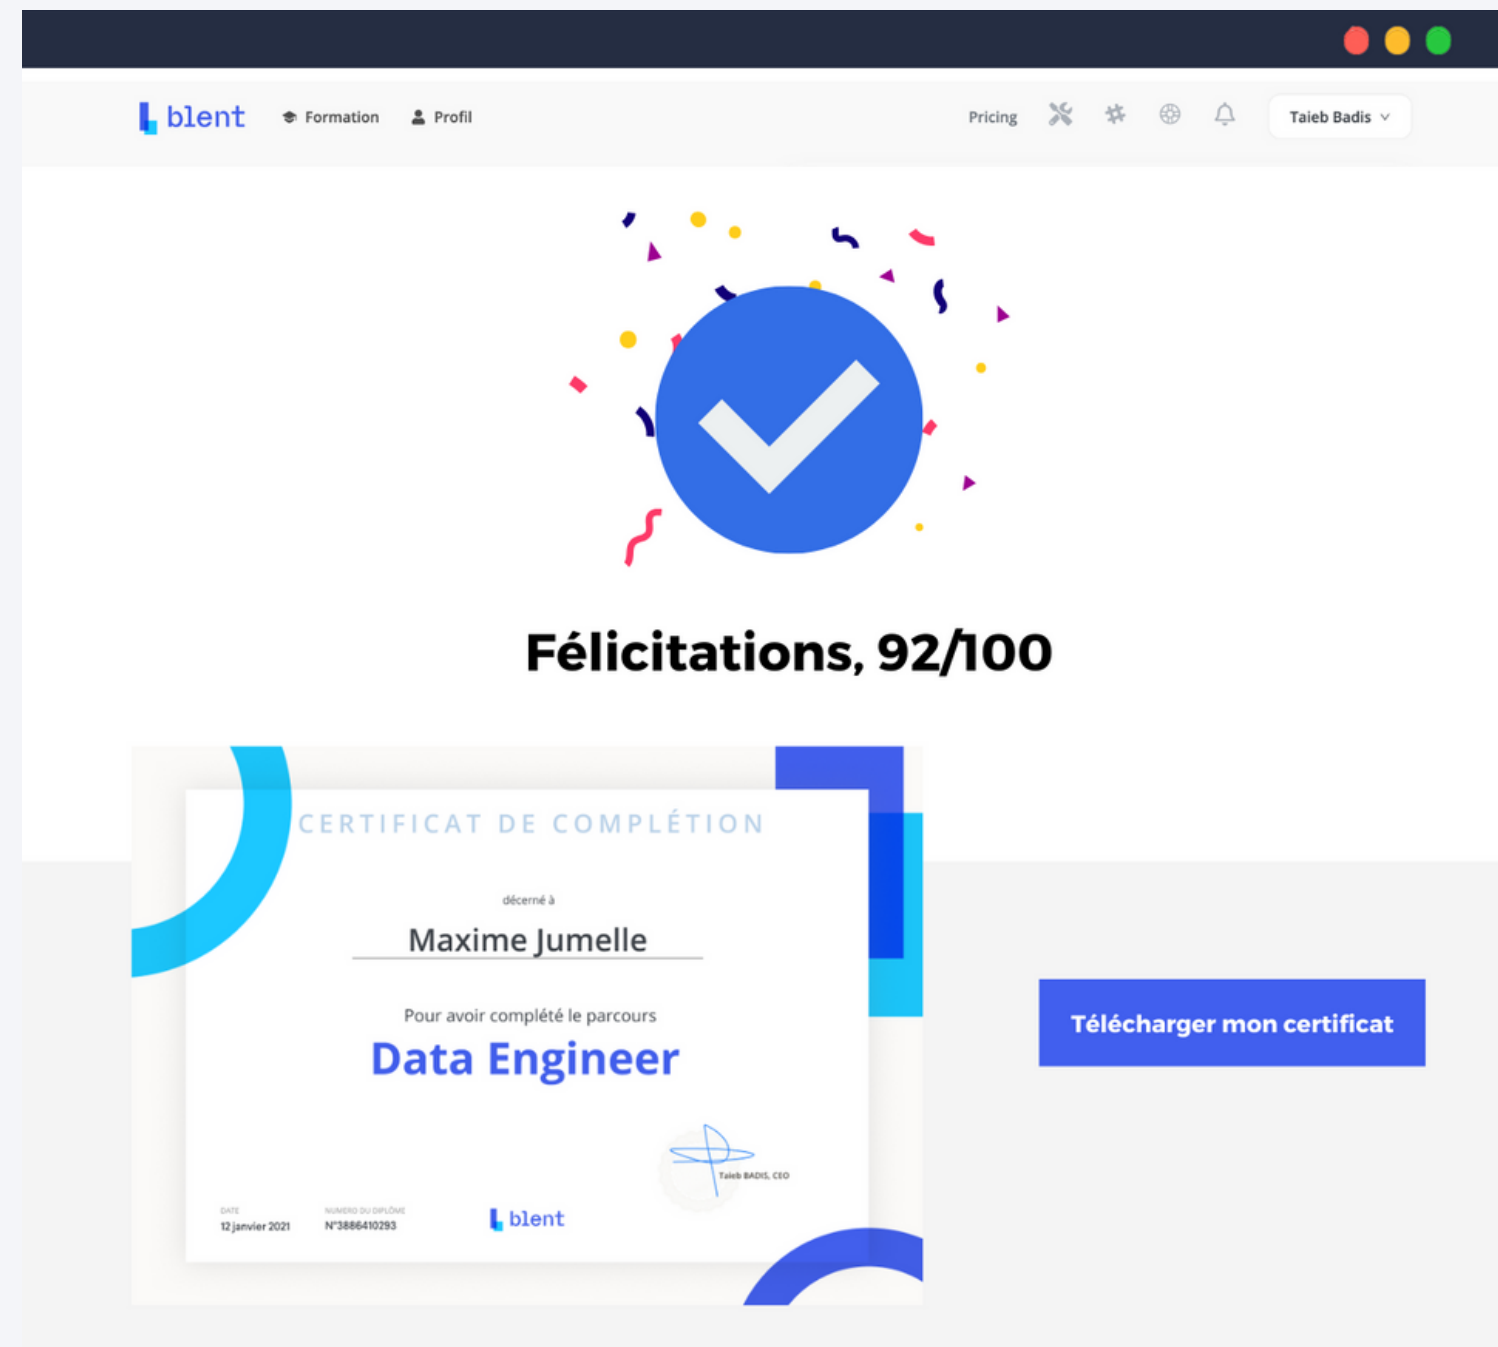 blent Formation Profil Pricing Taieb Badis
Félicitations, 92/100
CERTIFICAT DE COMPLÉTION
décerné à
Maxime Jumelle
Pour avoir complété le parcours
Data Engineer
Télécharger mon certificat
Taieb BADIS, CEO
DATE NUMERO DU DIPLÔME
12 janvier 2021 N°3886410293
blent